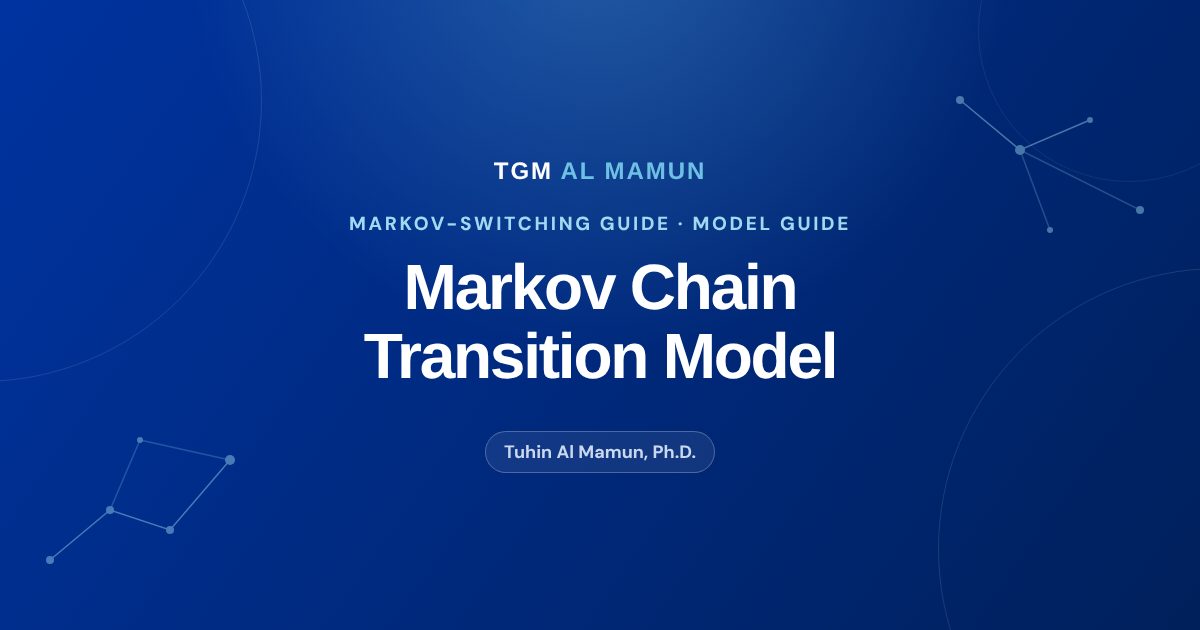 TGM AL MAMUN
MARKOV-SWITCHING GUIDE · MODEL GUIDE
Markov Chain
Transition Model
Tuhin Al Mamun, Ph.D.